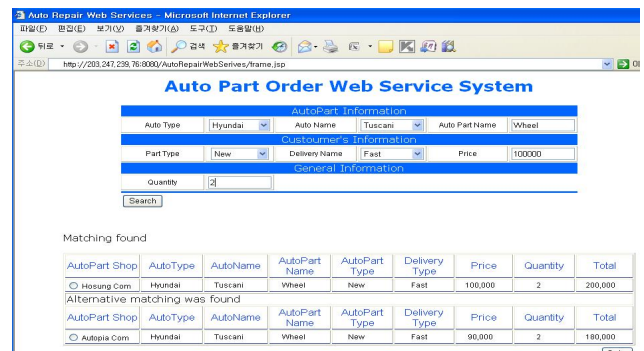 Auto Repair Web Services - Microsoft Internet Explorer
파일(F) 편집(E) 보기(V) 즐겨찾기(A) 도구(T) 도움말(H)
뒤로 검색 즐겨찾기
주소(D) http://203,247,239,76:8080/AutoRepairWebSerives/frame.jsp
Auto Part Order Web Service System
AutoPart Information
Auto Type Hyundai Auto Name Tuscani Auto Part Name Wheel
Custoumer's Information
Part Type New Delivery Name Fast Price 100000
General Information
Quantity 2
Search
Matching found
AutoPart Shop AutoType AutoName AutoPart Name AutoPart Type Delivery Type Price Quantity Total
Hosung Com Hyundai Tuscani Wheel New Fast 100,000 2 200,000
Alternative matching was found
AutoPart Shop AutoType AutoName AutoPart Name AutoPart Type Delivery Type Price Quantity Total
Autopia Com Hyundai Tuscani Wheel New Fast 90,000 2 180,000